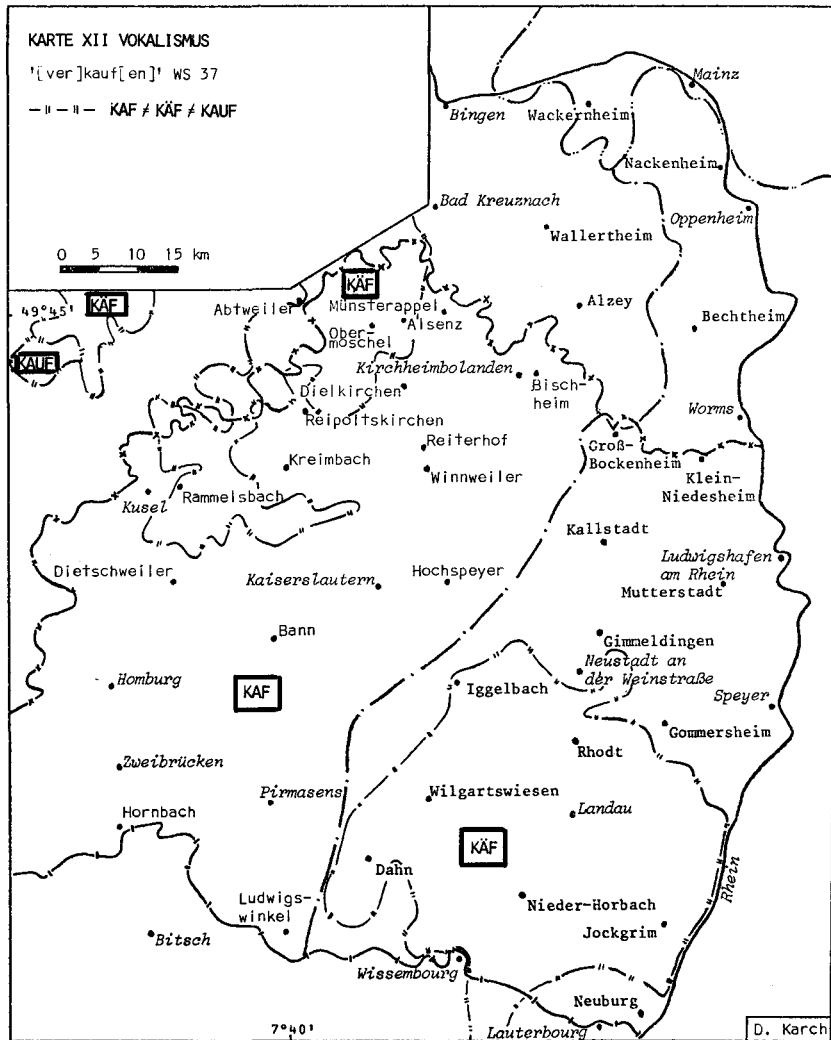 KARTE XII VOKALISMUS
'[ver]kauf[en]' WS 37
KAF ≠ KÄF ≠ KAUF
0 5 10 15 km
Mainz
Bingen
Wackernheim
Nackenheim
Bad Kreuznach
Oppenheim
Wallertheim
49°45'
KÄF
KÄF
Abtweiler
Münsterappel
Alsenz
Alzey
Ober-
moschel
Bechtheim
KAUF
Kirchheimbolanden
Bisch-
heim
Dielkirchen
Reipoltskirchen
Worms
Reiterhof
Groß-
Bockenheim
Kreimbach
Winnweiler
Klein-
Niedesheim
Kusel
Rammelsbach
Kallstadt
Ludwigshafen
am Rhein
Dietschweiler
Kaiserslautern
Hochspeyer
Mutterstadt
Bann
Gimmeldingen
Neustadt an
der Weinstraße
Homburg
KAF
Iggelbach
Speyer
Gommersheim
Rhodt
Zweibrücken
Pirmasens
Wilgartswiesen
Landau
Hornbach
KÄF
Dahn
Rhein
Ludwigs-
winkel
Nieder-Horbach
Jockgrim
Bitsch
Wissembourg
Neuburg
7°40'
Lauterbourg
D. Karch